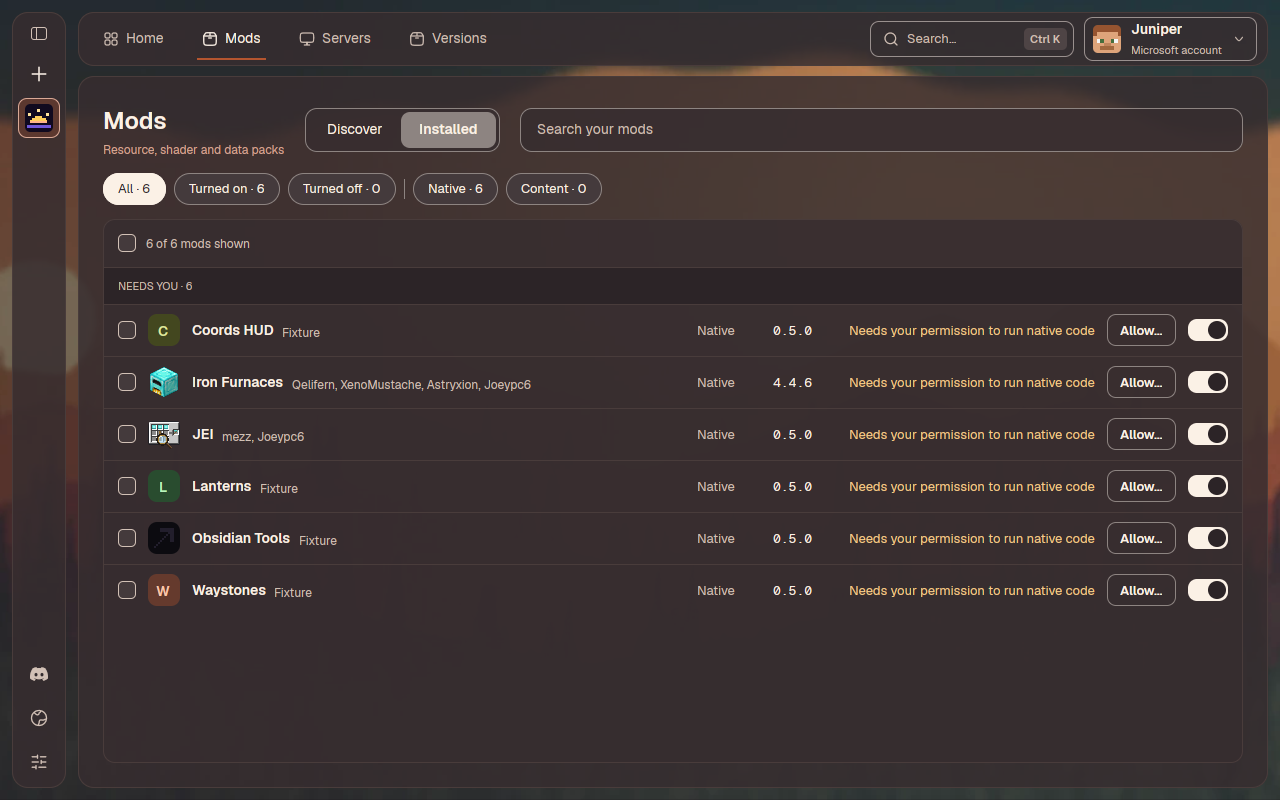 Home
Mods
Servers
Versions
Search...
Ctrl K
Juniper
Microsoft account
Mods
Resource, shader and data packs
Discover
Installed
Search your mods
All · 6
Turned on · 6
Turned off · 0
Native · 6
Content · 0
6 of 6 mods shown
NEEDS YOU · 6
C Coords HUD Fixture Native 0.5.0 Needs your permission to run native code Allow...
Iron Furnaces Qelifern, XenoMustache, Astryxion, Joeypc6 Native 4.4.6 Needs your permission to run native code Allow...
JEI mezz, Joeypc6 Native 0.5.0 Needs your permission to run native code Allow...
L Lanterns Fixture Native 0.5.0 Needs your permission to run native code Allow...
Obsidian Tools Fixture Native 0.5.0 Needs your permission to run native code Allow...
W Waystones Fixture Native 0.5.0 Needs your permission to run native code Allow...